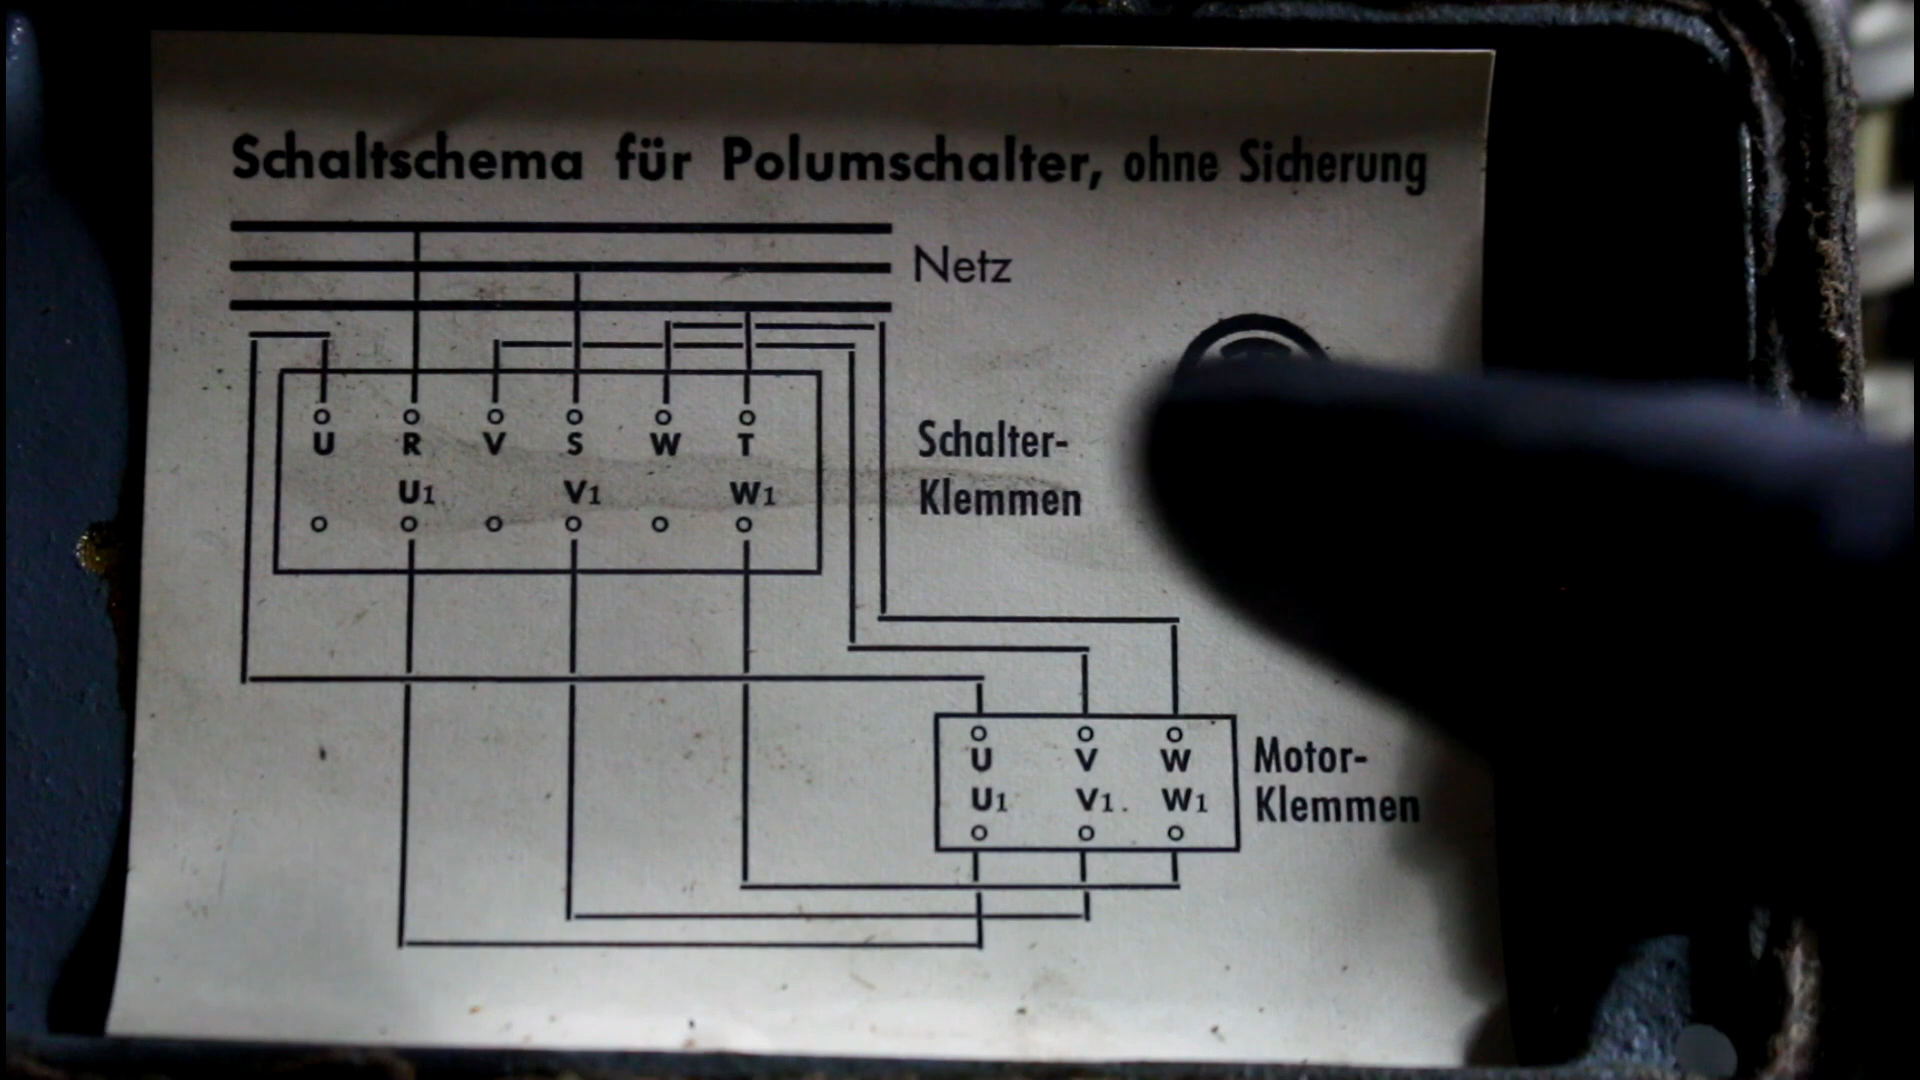 Schaltschema für Polumschalter, ohne Sicherung
Netz
U R V S W T
U1 V1 W1
Schalter-
Klemmen
U V W
U1 V1. W1
Motor-
Klemmen